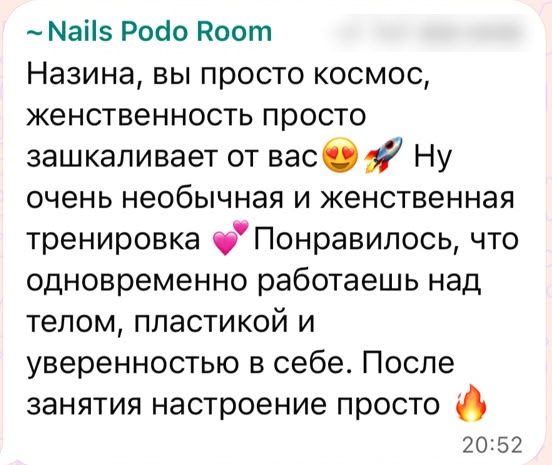 ~Nails Podo Room
Назина, вы просто космос,
женственность просто
зашкаливает от вас😍🚀 Ну
очень необычная и женственная
тренировка 💕Понравилось, что
одновременно работаешь над
телом, пластикой и
уверенностью в себе. После
занятия настроение просто 🔥
20:52